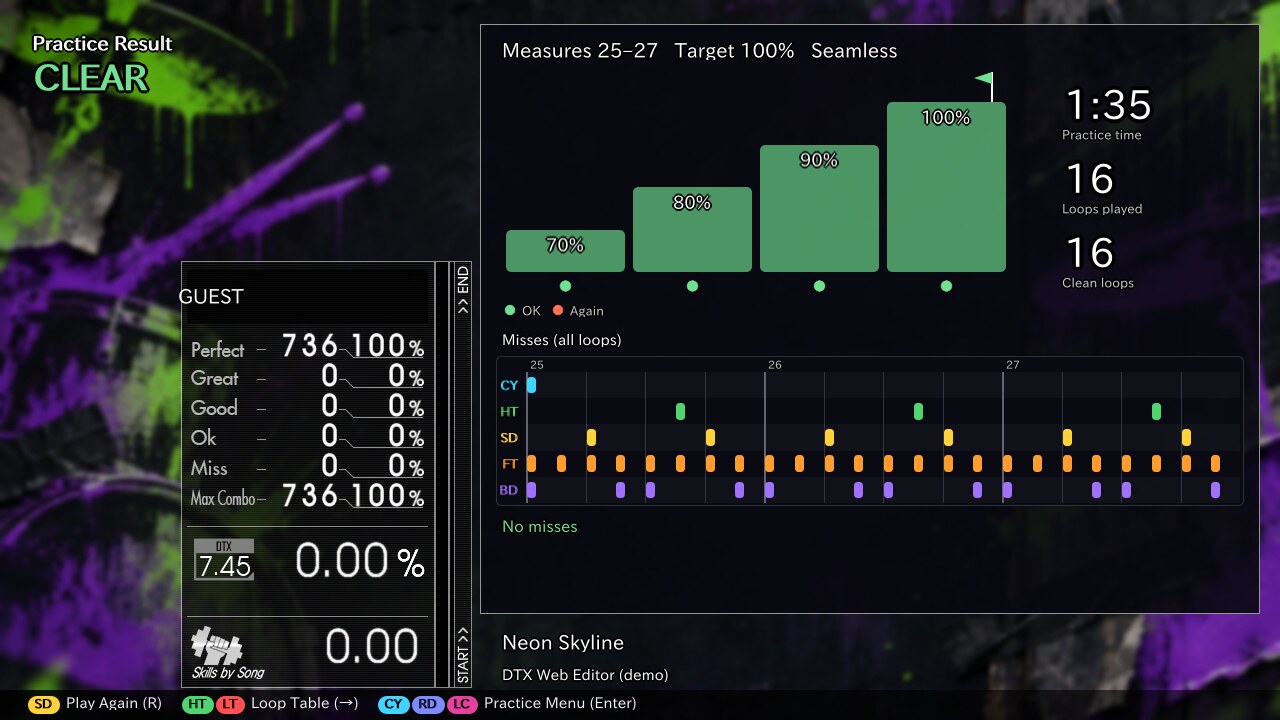 Practice Result
CLEAR
Measures 25–27 Target 100% Seamless
70%
80%
90%
100%
1:35
Practice time
16
Loops played
16
Clean loops
OK Again
Misses (all loops)
25 26 27
CY
HT
SD
FT
BD
No misses
GUEST
Perfect 736 100%
Great 0 0%
Good 0 0%
Ok 0 0%
Miss 0 0%
Max Combo 736 100%
DTX
7.45 0.00 %
Skills by Song 0.00
START >>
>> END
Neon Skyline
DTX Web Editor (demo)
SD Play Again (R) HT LT Loop Table (→) CY RD LC Practice Menu (Enter)